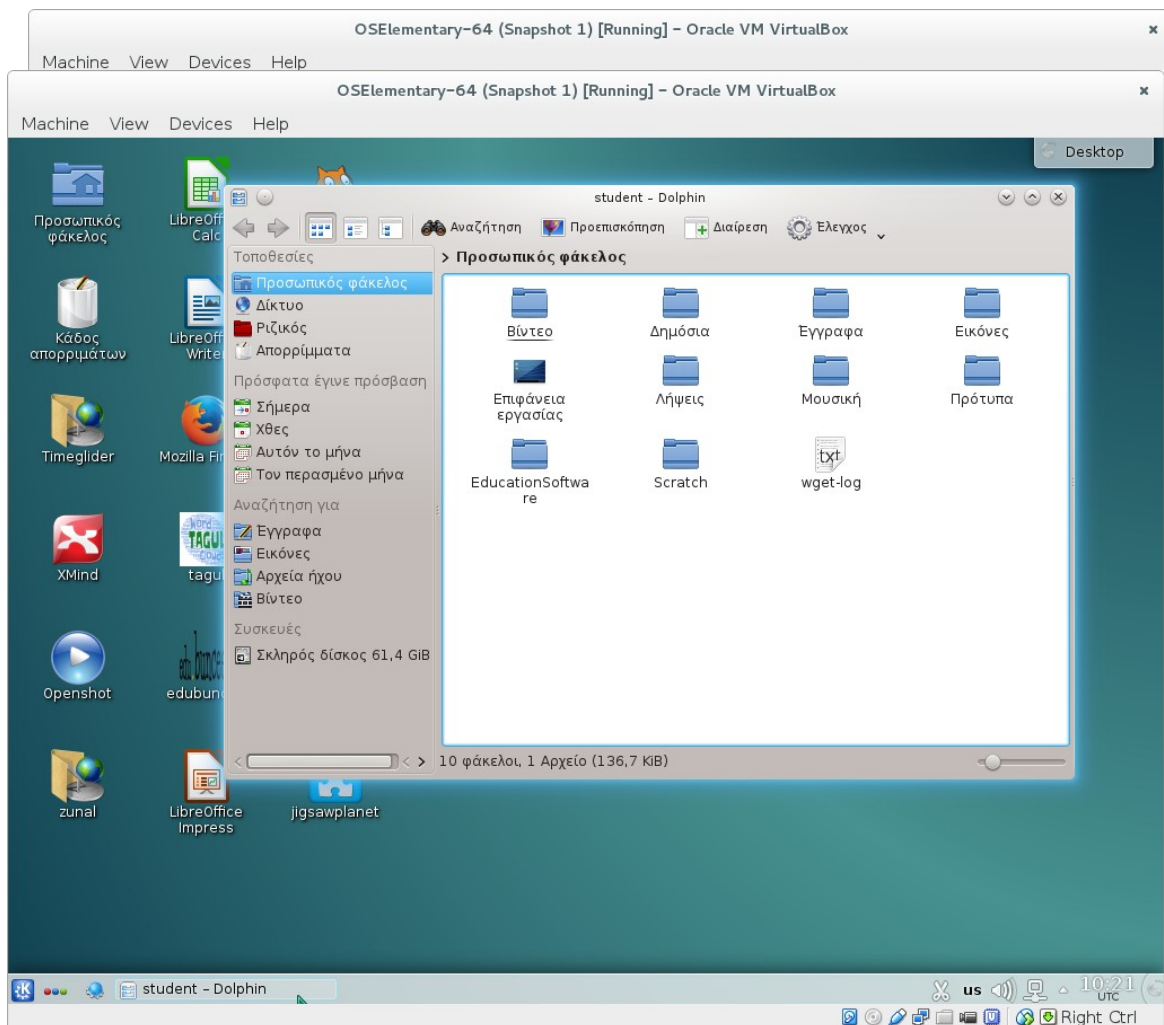 OSElementary-64 (Snapshot 1) [Running] - Oracle VM VirtualBox
Machine View Devices Help
OSElementary-64 (Snapshot 1) [Running] - Oracle VM VirtualBox
Machine View Devices Help
Desktop
Προσωπικός
φάκελος
LibreOff
Calc
Κάδος
απορριμάτων
LibreOff
Write
Timeglider
Mozilla Fir
XMind
TAGUL
tagu
Openshot
edubun
zunal
LibreOffice
Impress
jigsawplanet
student - Dolphin
Αναζήτηση Προεπισκόπηση Διαίρεση Έλεγχος
Τοποθεσίες
Προσωπικός φάκελος
Δίκτυο
Ριζικός
Απορρίμματα
Πρόσφατα έγινε πρόσβαση
Σήμερα
Χθες
Αυτόν το μήνα
Τον περασμένο μήνα
Αναζήτηση για
Έγγραφα
Εικόνες
Αρχεία ήχου
Βίντεο
Συσκευές
Σκληρός δίσκος 61,4 GiB
> Προσωπικός φάκελος
Βίντεο Δημόσια Έγγραφα Εικόνες
Επιφάνεια
εργασίας
Λήψεις Μουσική Πρότυπα
EducationSoftwa
re
Scratch
txt
wget-log
10 φάκελοι, 1 Αρχείο (136,7 KiB)
student - Dolphin
us
10:21
UTC
Right Ctrl